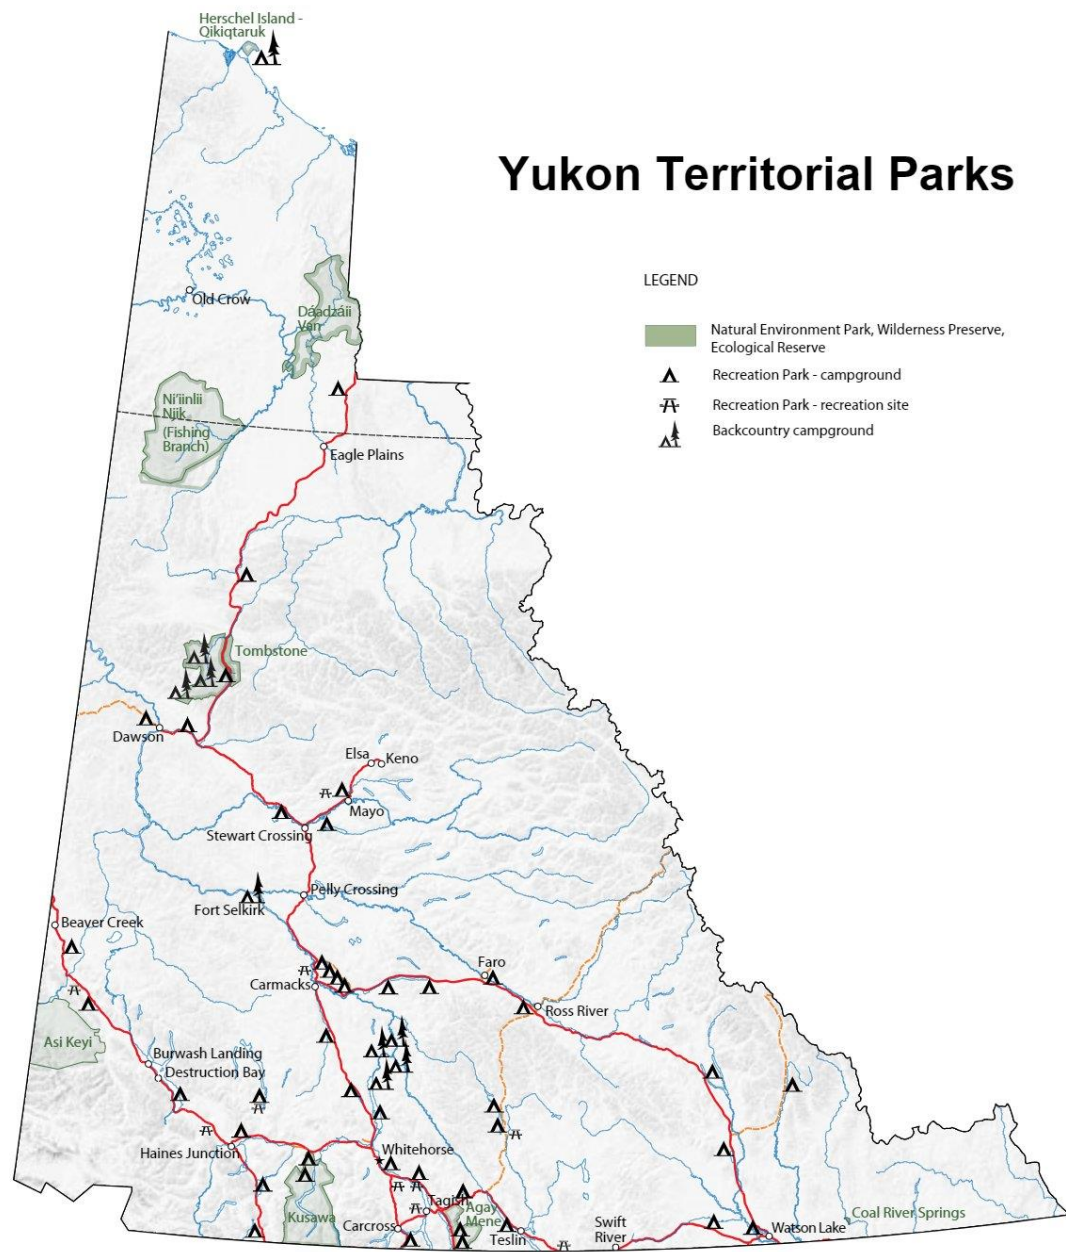 Herschel Island -
Qikiqtaruk
Yukon Territorial Parks
LEGEND
Natural Environment Park, Wilderness Preserve,
Ecological Reserve
Recreation Park - campground
Recreation Park - recreation site
Backcountry campground
Old Crow
Dáadzáii
Van
Ni'iinlii
Njik
(Fishing
Branch)
Eagle Plains
Tombstone
Dawson
Elsa
Keno
Mayo
Stewart Crossing
Pelly Crossing
Fort Selkirk
Beaver Creek
Faro
Carmacks
Ross River
Asi Keyi
Burwash Landing
Destruction Bay
Haines Junction
Whitehorse
Kusawa
Tagish
Agay
Mene
Carcross
Teslin
Swift
River
Watson Lake
Coal River Springs